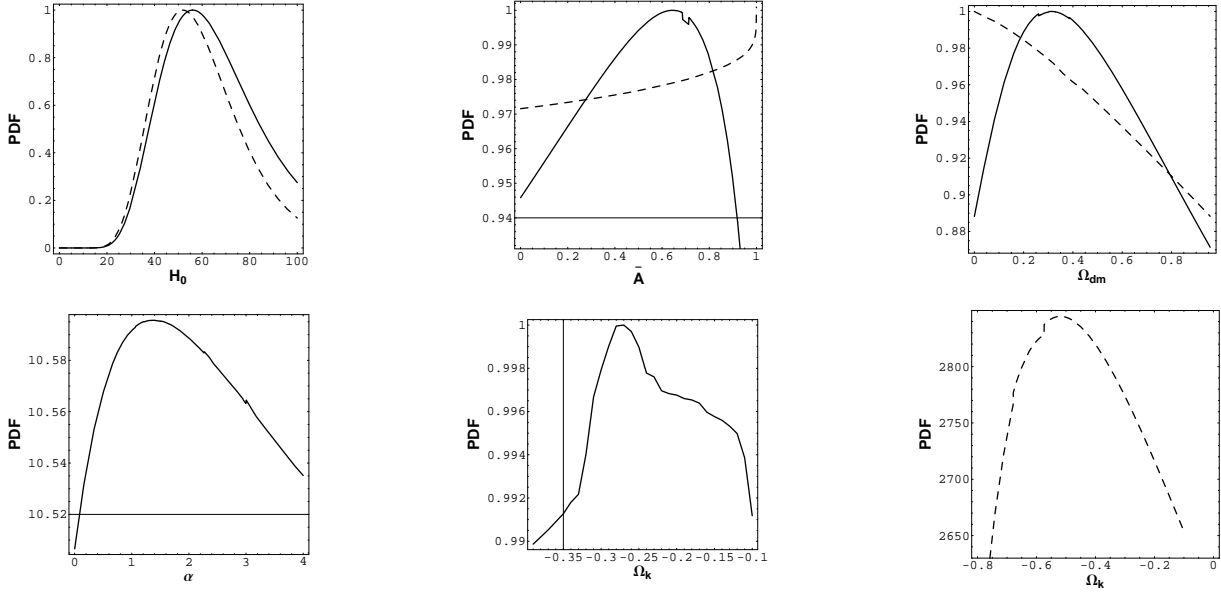 PDF
1
0.8
0.6
0.4
0.2
0
0 20 40 60 80 100
H0
PDF
1
0.99
0.98
0.97
0.96
0.95
0.94
0 0.2 0.4 0.6 0.8 1
Ā
PDF
1
0.98
0.96
0.94
0.92
0.9
0.88
0 0.2 0.4 0.6 0.8
Ωdm
PDF
10.58
10.56
10.54
10.52
0 1 2 3 4
α
PDF
1
0.998
0.996
0.994
0.992
0.99
-0.35 -0.3 -0.25 -0.2 -0.15 -0.1
Ωk
PDF
2800
2750
2700
2650
-0.8 -0.6 -0.4 -0.2 0
Ωk